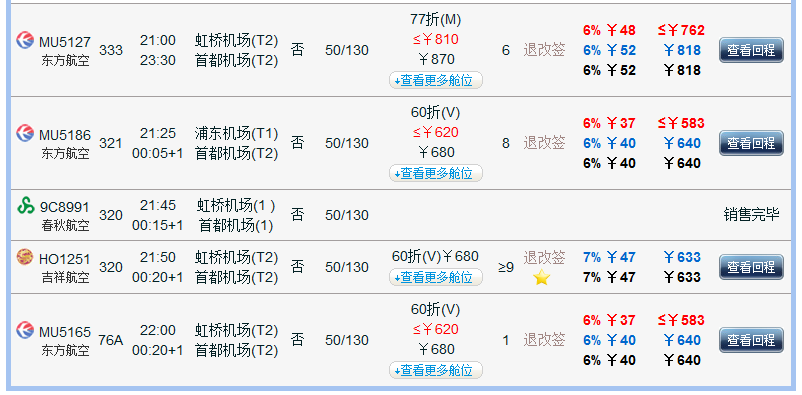 77折(M)
MU5127 333 21:00 虹桥机场(T2) 否 50/130 ≤￥810 6 退改签 6% ￥48 ≤￥762 查看回程
东方航空 23:30 首都机场(T2) ￥870 6% ￥52 ￥818
6% ￥52 ￥818
↓查看更多舱位
60折(V)
MU5186 321 21:25 浦东机场(T1) 否 50/130 ≤￥620 8 退改签 6% ￥37 ≤￥583 查看回程
东方航空 00:05+1 首都机场(T2) ￥680 6% ￥40 ￥640
6% ￥40 ￥640
↓查看更多舱位
9C8991 320 21:45 虹桥机场(1 ) 否 50/130 销售完毕
春秋航空 00:15+1 首都机场(1)
HO1251 320 21:50 虹桥机场(T2) 否 50/130 60折(V)￥680 ≥9 退改签 7% ￥47 ￥633 查看回程
吉祥航空 00:20+1 首都机场(T2) ↓查看更多舱位 7% ￥47 ￥633
60折(V)
MU5165 76A 22:00 虹桥机场(T2) 否 50/130 ≤￥620 1 退改签 6% ￥37 ≤￥583 查看回程
东方航空 00:20+1 首都机场(T2) ￥680 6% ￥40 ￥640
6% ￥40 ￥640
↓查看更多舱位